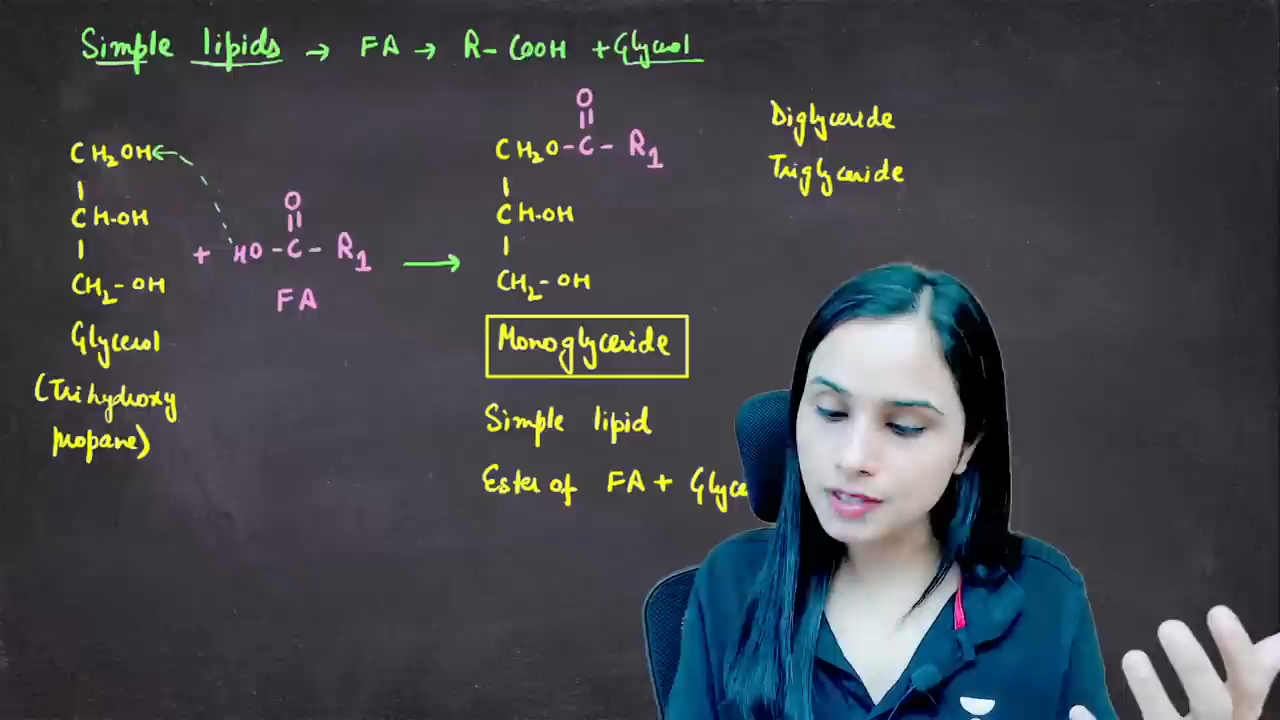 Simple lipids → FA → R-COOH + Glycerol
O
CH₂O-C-R₁
CH-OH
CH₂-OH
Monoglyceride
Simple lipid
Ester of FA + Glyce
Diglyceride
Triglyceride
CH₂OH
CH-OH
CH₂-OH
Glycerol
(Trihydroxy
propane)
O
+ HO-C-R₁ →
FA